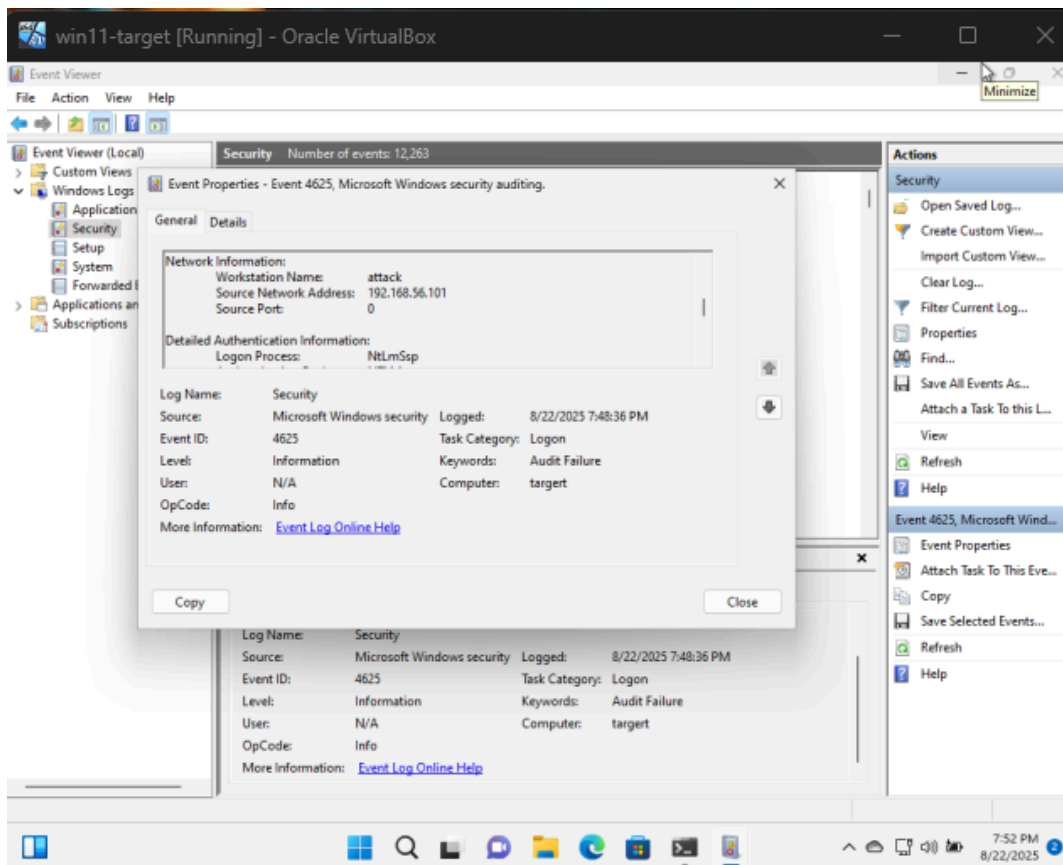 win11-target [Running] - Oracle VirtualBox
Event Viewer
Minimize
File Action View Help
Event Viewer (Local)
Custom Views
Windows Logs
Application
Security
Setup
System
Forwarded E
Applications an
Subscriptions
Security Number of events: 12,263
Event Properties - Event 4625, Microsoft Windows security auditing.
General Details
Network Information:
Workstation Name: attack
Source Network Address: 192.168.56.101
Source Port: 0
Detailed Authentication Information:
Logon Process: NtLmSsp
Log Name: Security
Source: Microsoft Windows security Logged: 8/22/2025 7:48:36 PM
Event ID: 4625 Task Category: Logon
Level: Information Keywords: Audit Failure
User: N/A Computer: targert
OpCode: Info
More Information: Event Log Online Help
Copy Close
Log Name: Security
Source: Microsoft Windows security Logged: 8/22/2025 7:48:36 PM
Event ID: 4625 Task Category: Logon
Level: Information Keywords: Audit Failure
User: N/A Computer: targert
OpCode: Info
More Information: Event Log Online Help
Actions
Security
Open Saved Log...
Create Custom View...
Import Custom View...
Clear Log...
Filter Current Log...
Properties
Find...
Save All Events As...
Attach a Task To this L...
View
Refresh
Help
Event 4625, Microsoft Wind...
Event Properties
Attach Task To This Eve...
Copy
Save Selected Events...
Refresh
Help
7:52 PM
8/22/2025
2